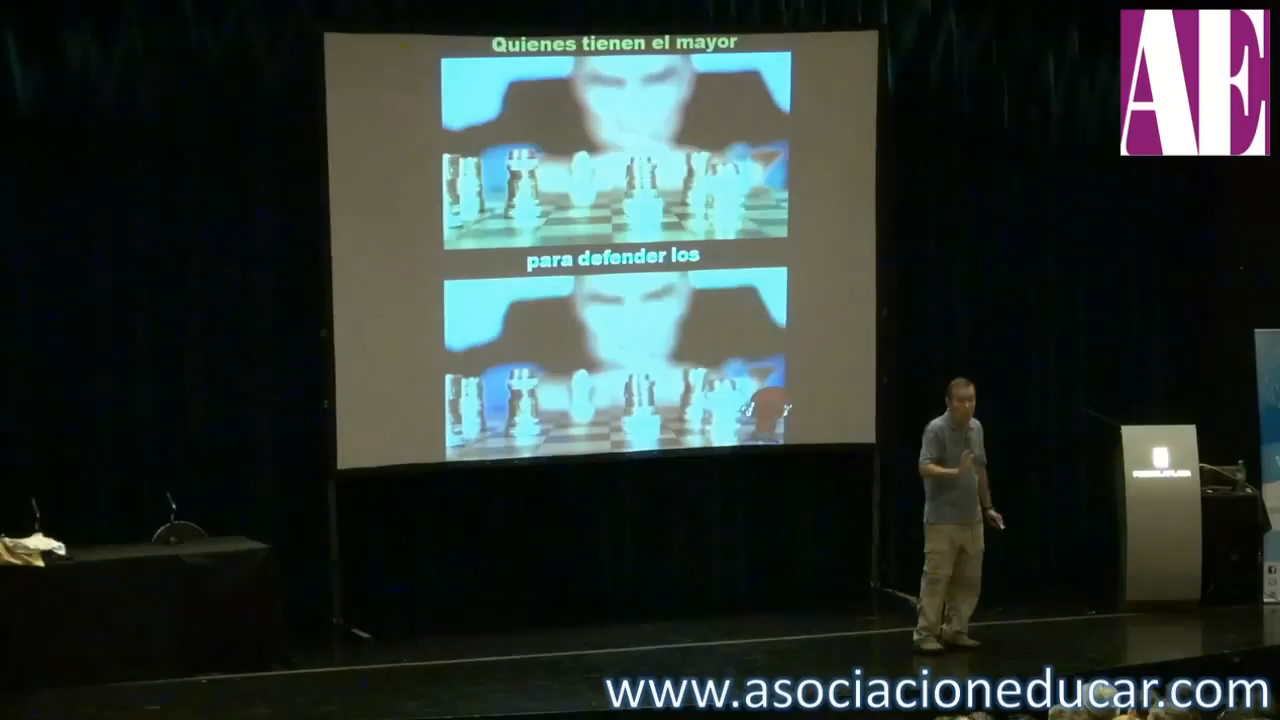 Quienes tienen el mayor
AE
para defender los
www.asociacioneducar.com